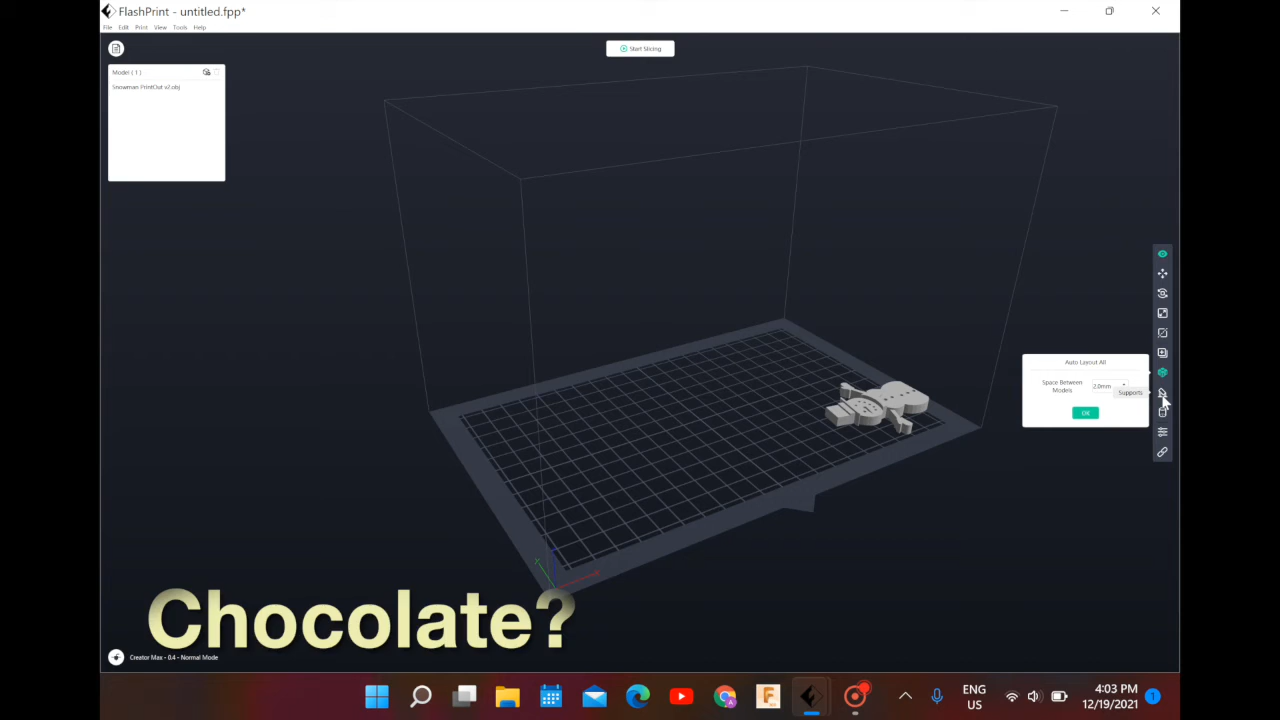 FlashPrint - untitled.fpp*
File Edit Print View Tools Help
Start Slicing
Model ( 1 )
Snowman PrintOut v2.obj
Auto Layout All
Space Between
Models
2.0mm
Supports
OK
Chocolate?
Creator Max - 0.4 - Normal Mode
ENG
US
4:03 PM
12/19/2021
1